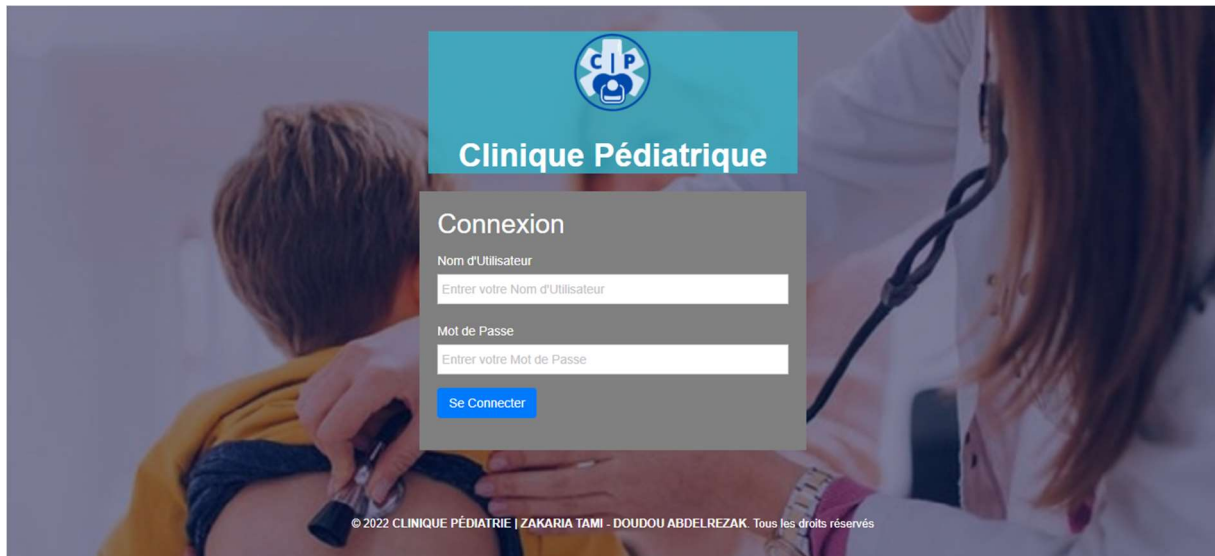 C | P
Clinique Pédiatrique
Connexion
Nom d'Utilisateur
Entrer votre Nom d'Utilisateur
Mot de Passe
Entrer votre Mot de Passe
Se Connecter
© 2022 CLINIQUE PÉDIATRIE | ZAKARIA TAMI - DOUDOU ABDELREZAK. Tous les droits réservés